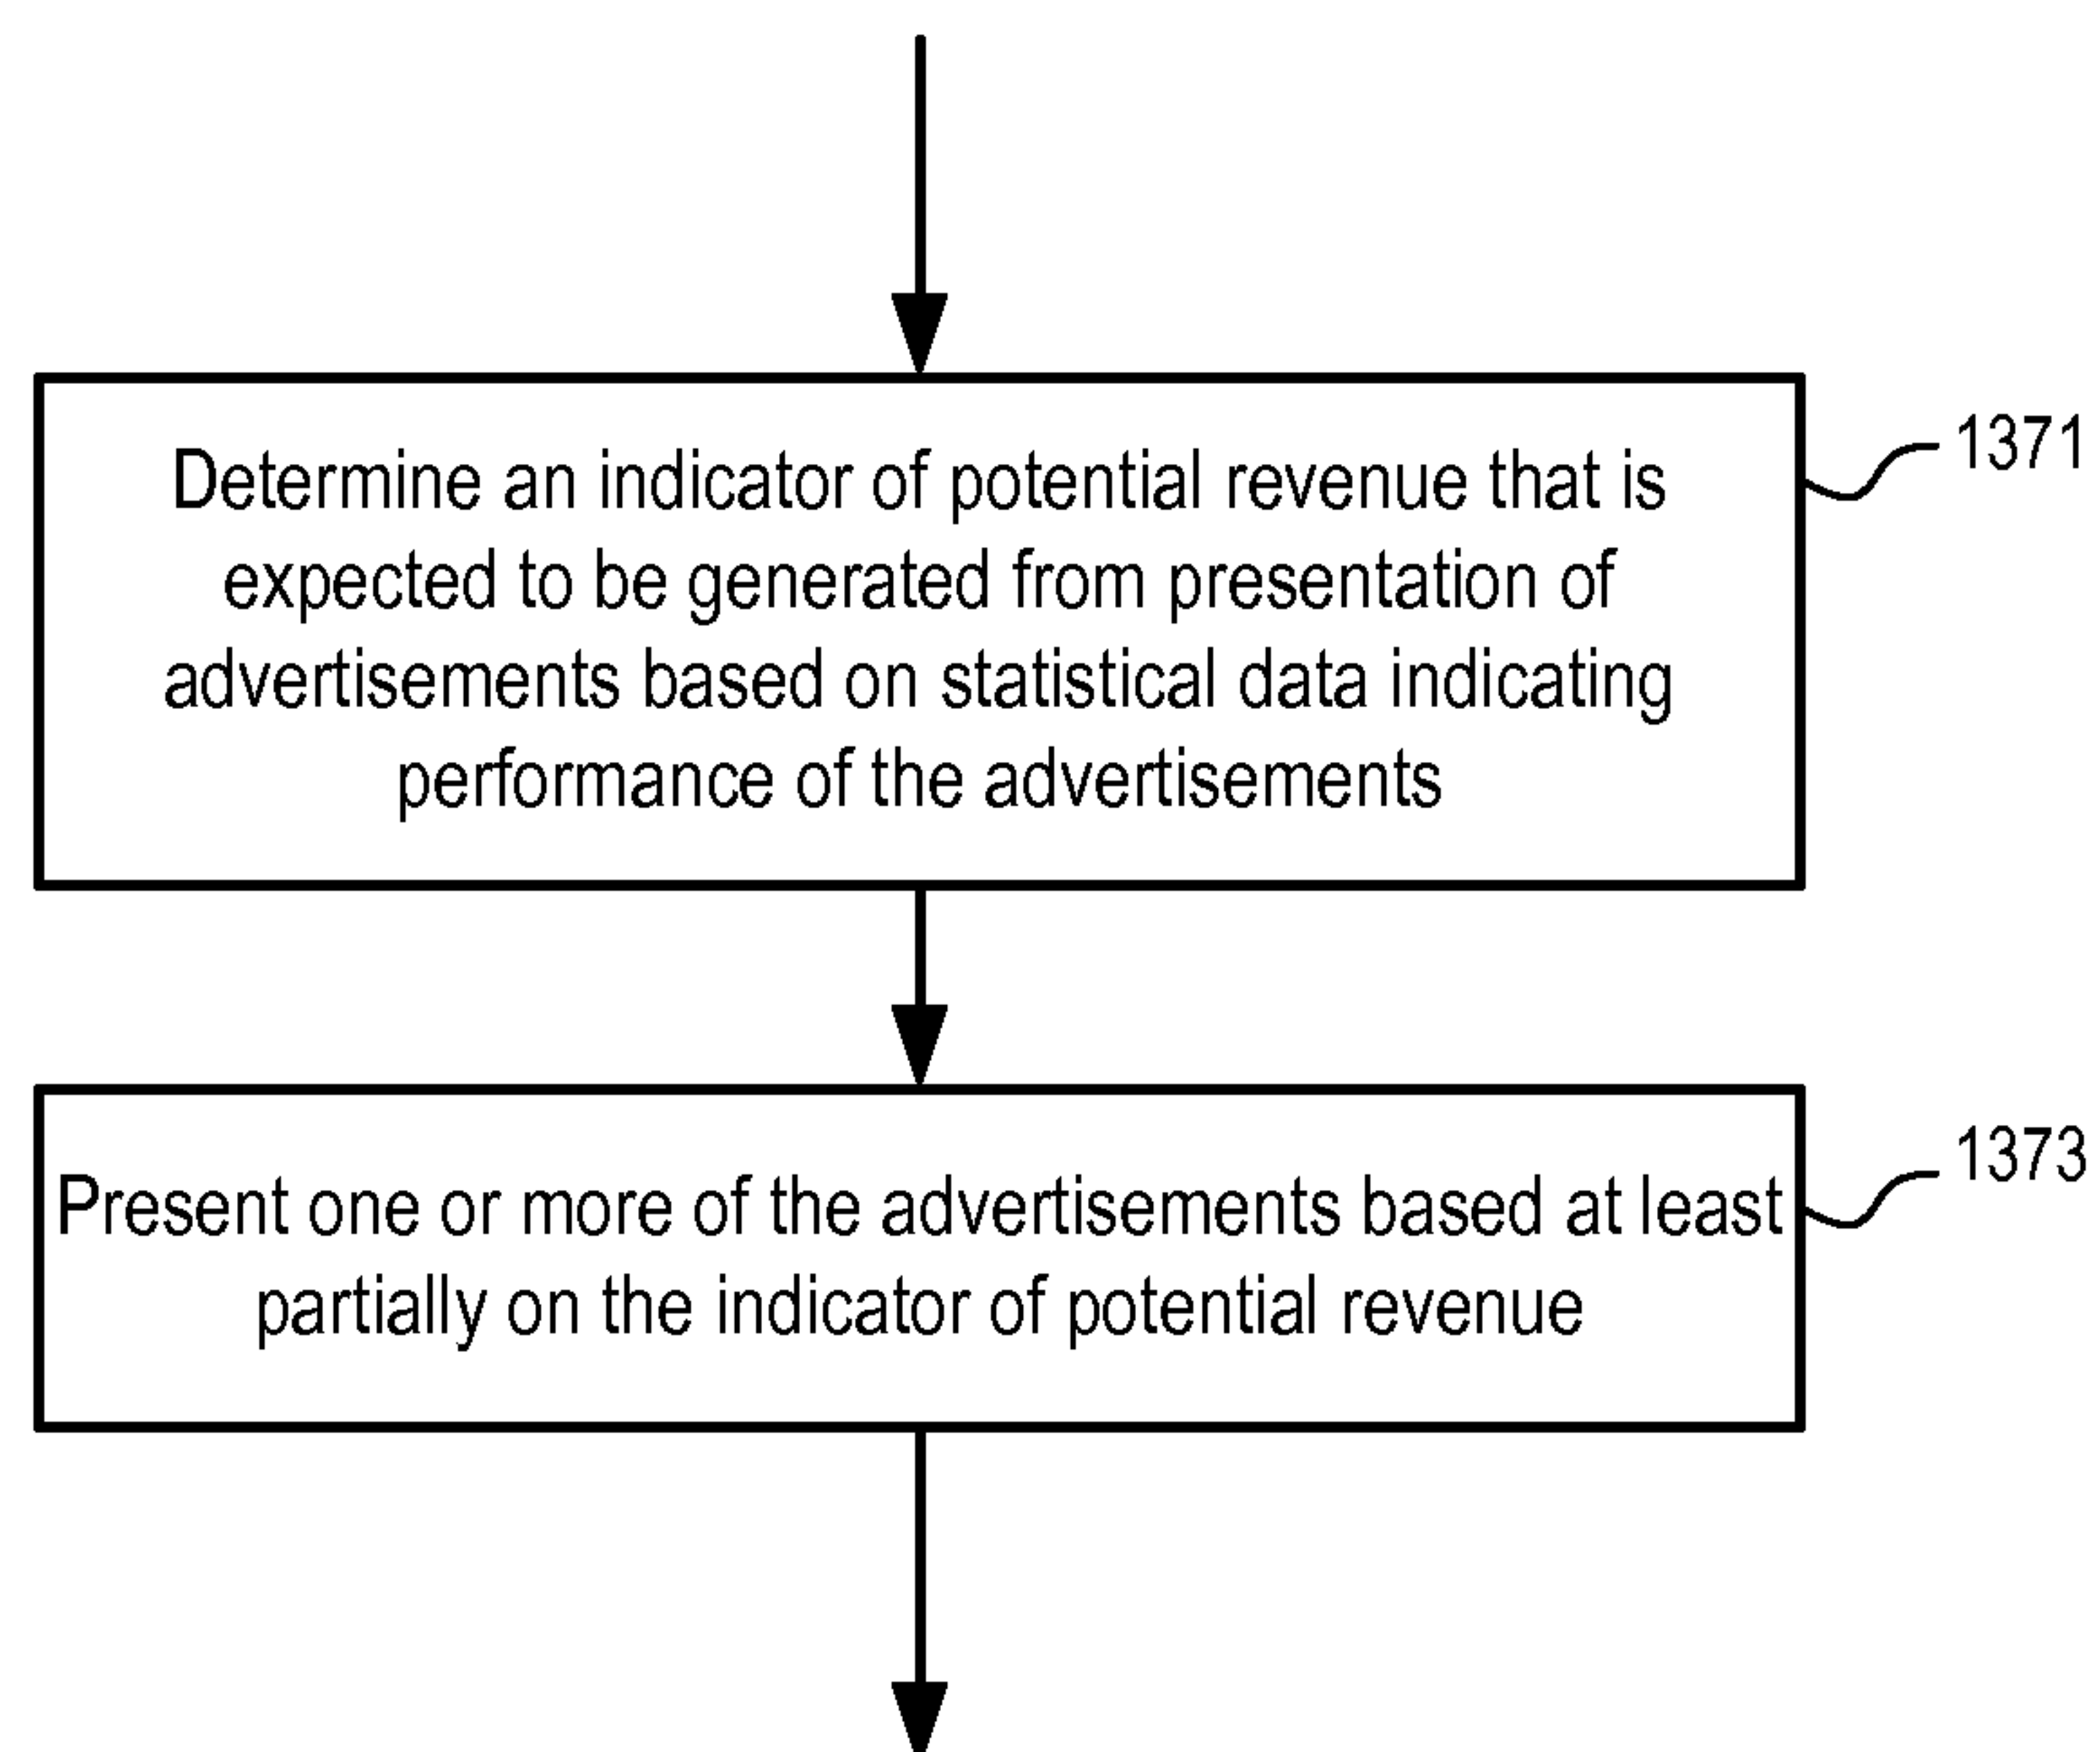 Determine an indicator of potential revenue that is
1371
expected to be generated from presentation of
advertisements based on statistical data indicating
performance of the advertisements
Present one or more of the advertisements based at least
1373
partially on the indicator of potential revenue